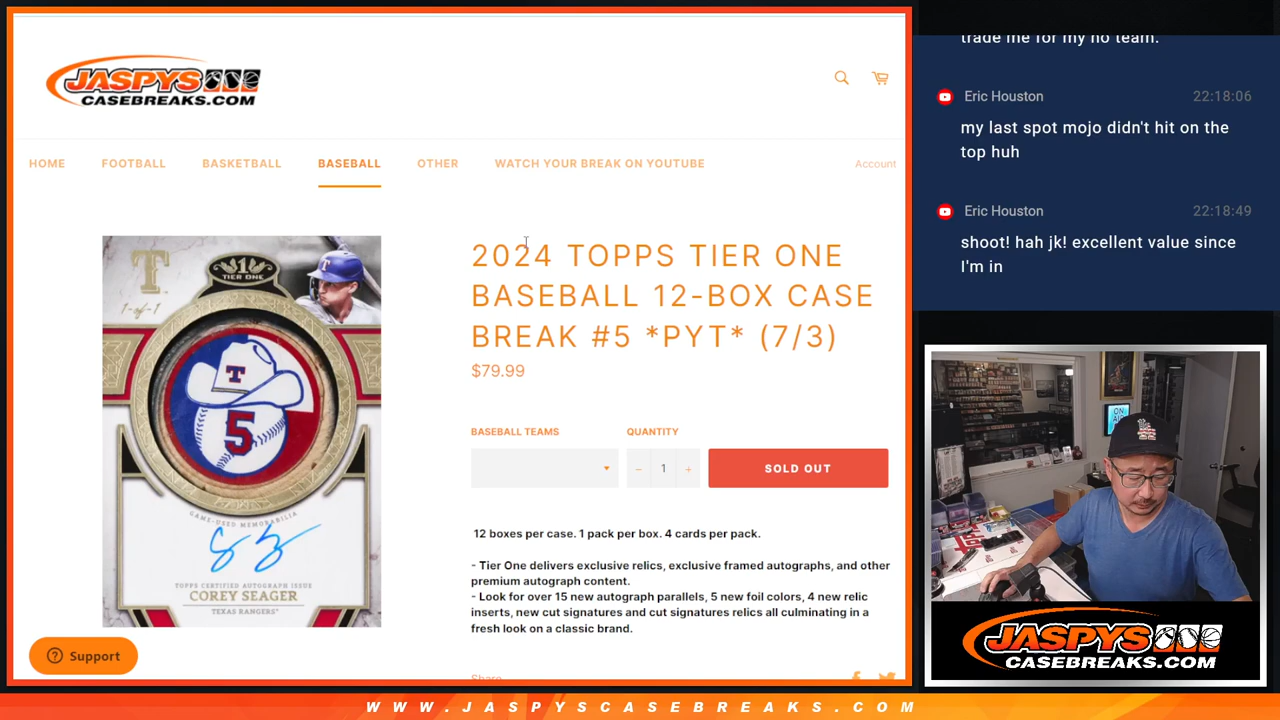 JASPYS
CASEBREAKS.COM
HOME FOOTBALL BASKETBALL BASEBALL OTHER WATCH YOUR BREAK ON YOUTUBE Account
T
1-of-1
1
TIER ONE
T
T
5
GAME-USED MEMORABILIA
TOPPS CERTIFIED AUTOGRAPH ISSUE
COREY SEAGER
TEXAS RANGERS
2024 TOPPS TIER ONE
BASEBALL 12-BOX CASE
BREAK #5 *PYT* (7/3)
$79.99
BASEBALL TEAMS QUANTITY
− 1 + SOLD OUT
12 boxes per case. 1 pack per box. 4 cards per pack.
- Tier One delivers exclusive relics, exclusive framed autographs, and other
premium autograph content.
- Look for over 15 new autograph parallels, 5 new foil colors, 4 new relic
inserts, new cut signatures and cut signatures relics all culminating in a
fresh look on a classic brand.
Share
Support
trade me for my no team.
Eric Houston 22:18:06
my last spot mojo didn't hit on the
top huh
Eric Houston 22:18:49
shoot! hah jk! excellent value since
I'm in
ON
AIR
JASPYS
CASEBREAKS.COM
WWW.JASPYSCASEBREAKS.COM